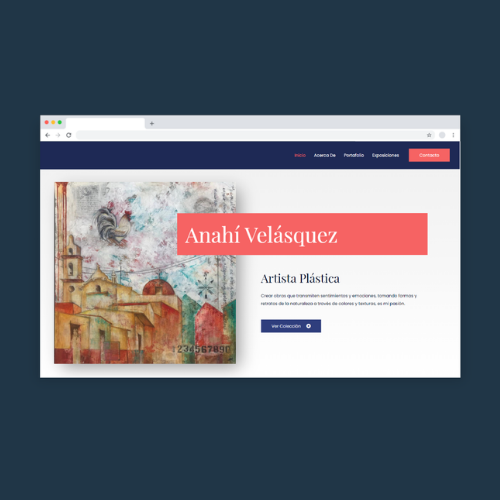 Inicio Acerca De Portafolio Exposiciones Contacto
Anahí Velásquez
Artista Plástica
Crear obras que transmiten sentimientos y emociones, tomando formas y
retratos de la naturaleza a través de colores y texturas, es mi pasión.
Ver Colección
1234567890